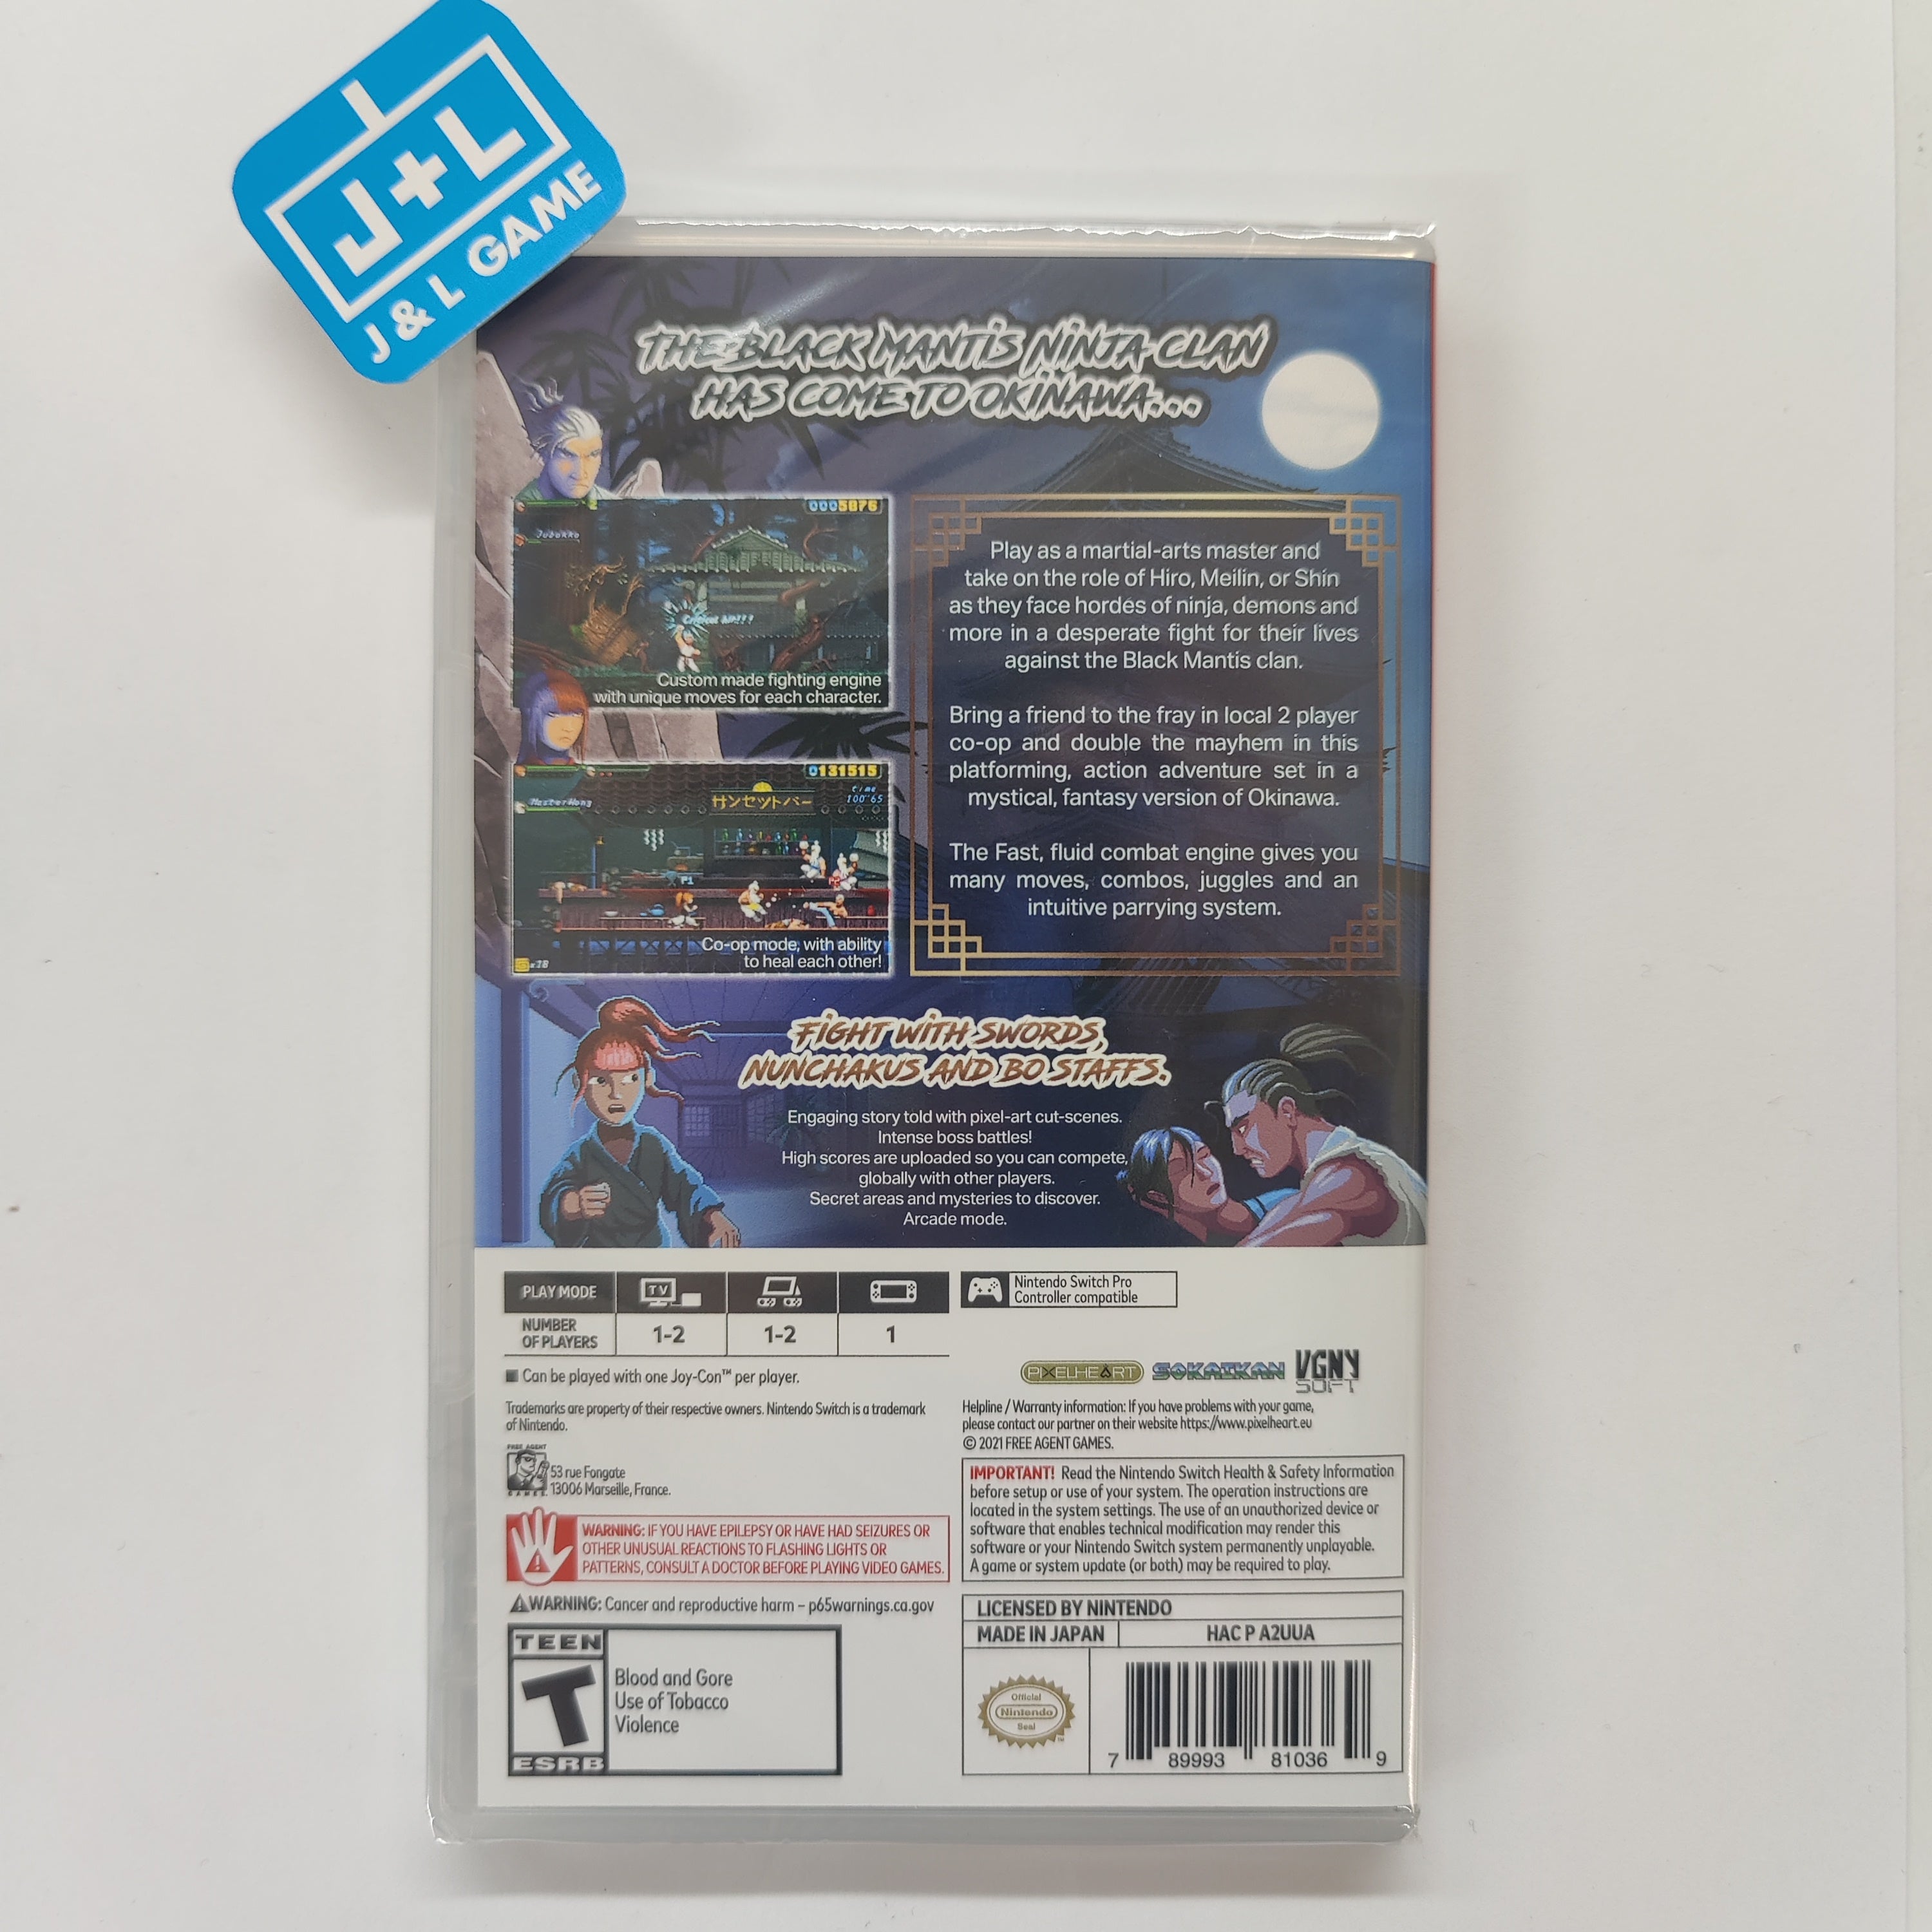 J+L
J & L GAME
THE BLACK MANTIS NINJA CLAN
HAS COME TO OKINAWA...
0005876
Custom made fighting engine
with unique moves for each character.
0131515
time
100"65
MasterHong
サンセットバー
P1
Co-op mode, with ability
to heal each other!
Play as a martial-arts master and
take on the role of Hiro, Meilin, or Shin
as they face hordes of ninja, demons and
more in a desperate fight for their lives
against the Black Mantis clan.
Bring a friend to the fray in local 2 player
co-op and double the mayhem in this
platforming, action adventure set in a
mystical, fantasy version of Okinawa.
The Fast, fluid combat engine gives you
many moves, combos, juggles and an
intuitive parrying system.
FIGHT WITH SWORDS,
NUNCHAKUS AND BO STAFFS.
Engaging story told with pixel-art cut-scenes.
Intense boss battles!
High scores are uploaded so you can compete,
globally with other players.
Secret areas and mysteries to discover.
Arcade mode.
PLAY MODE
TV
NUMBER
OF PLAYERS
1-2
1-2
1
Nintendo Switch Pro
Controller compatible
■ Can be played with one Joy-Con™ per player.
Trademarks are property of their respective owners. Nintendo Switch is a trademark
of Nintendo.
FREE AGENT
GAMES
53 rue Fongate
13006 Marseille, France.
PIXELHEART SOKAIKAN VGNY
SOFT
Helpline / Warranty information: If you have problems with your game,
please contact our partner on their website https://www.pixelheart.eu
© 2021 FREE AGENT GAMES.
WARNING: IF YOU HAVE EPILEPSY OR HAVE HAD SEIZURES OR
OTHER UNUSUAL REACTIONS TO FLASHING LIGHTS OR
PATTERNS, CONSULT A DOCTOR BEFORE PLAYING VIDEO GAMES.
WARNING: Cancer and reproductive harm – p65warnings.ca.gov
IMPORTANT! Read the Nintendo Switch Health & Safety Information
before setup or use of your system. The operation instructions are
located in the system settings. The use of an unauthorized device or
software that enables technical modification may render this
software or your Nintendo Switch system permanently unplayable.
A game or system update (or both) may be required to play.
TEEN
T
ESRB
Blood and Gore
Use of Tobacco
Violence
LICENSED BY NINTENDO
MADE IN JAPAN
HAC P A2UUA
Official
Nintendo
Seal
™
7 89993 81036 9